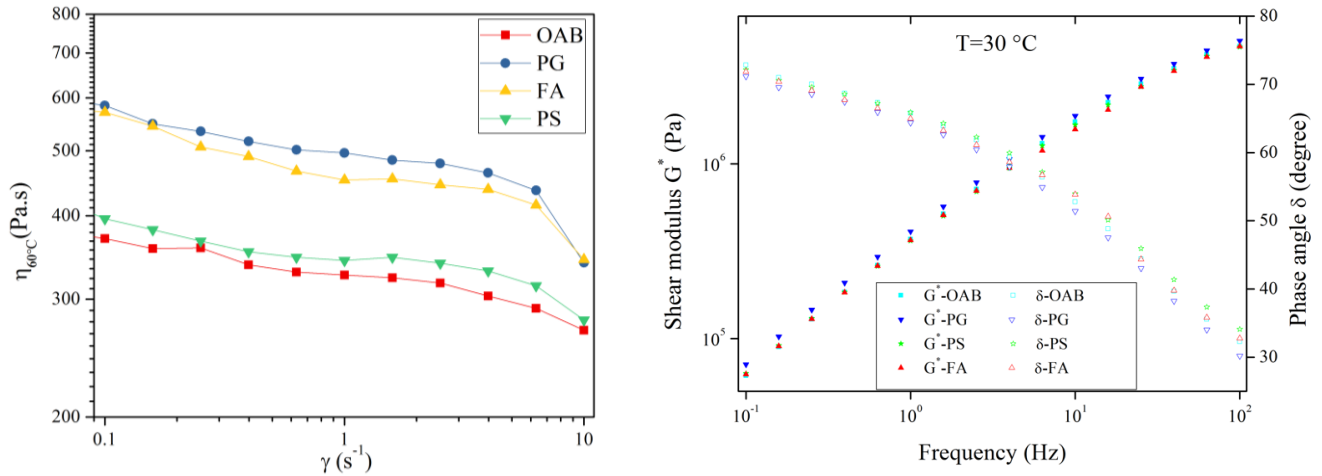 800
700
600
500
400
300
200
η60°C(Pa.s)
0.1
1
10
γ (s-1)
OAB
PG
FA
PS
T=30 °C
Shear modulus G* (Pa)
10^6
10^5
10^-1
10^0
10^1
10^2
Frequency (Hz)
80
70
60
50
40
30
Phase angle δ (degree)
G*-OAB δ-OAB
G*-PG δ-PG
G*-PS δ-PS
G*-FA δ-FA